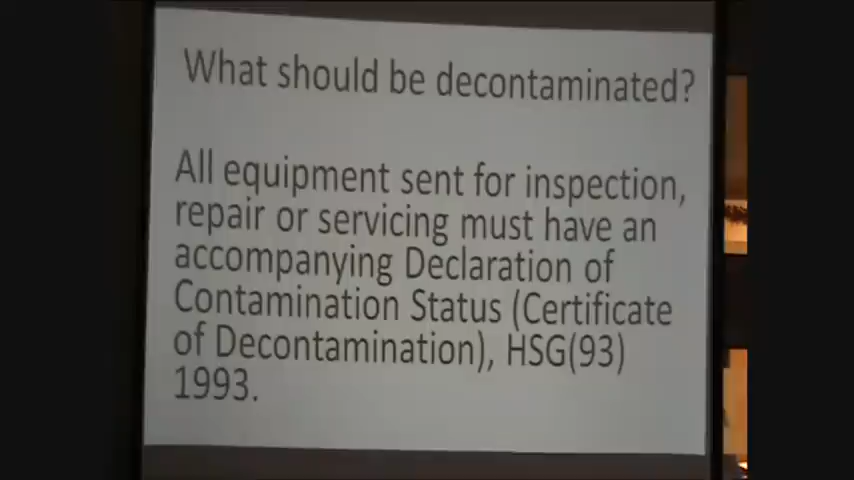 What should be decontaminated?
All equipment sent for inspection,
repair or servicing must have an
accompanying Declaration of
Contamination Status (Certificate
of Decontamination), HSG(93)
1993.